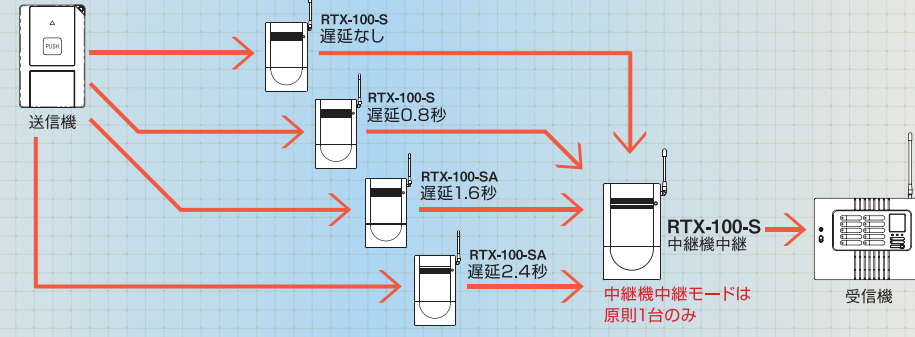 PUSH
送信機
RTX-100-S
遅延なし
RTX-100-S
遅延0.8秒
RTX-100-SA
遅延1.6秒
RTX-100-SA
遅延2.4秒
RTX-100-S
中継機中継
中継機中継モードは
原則1台のみ
受信機